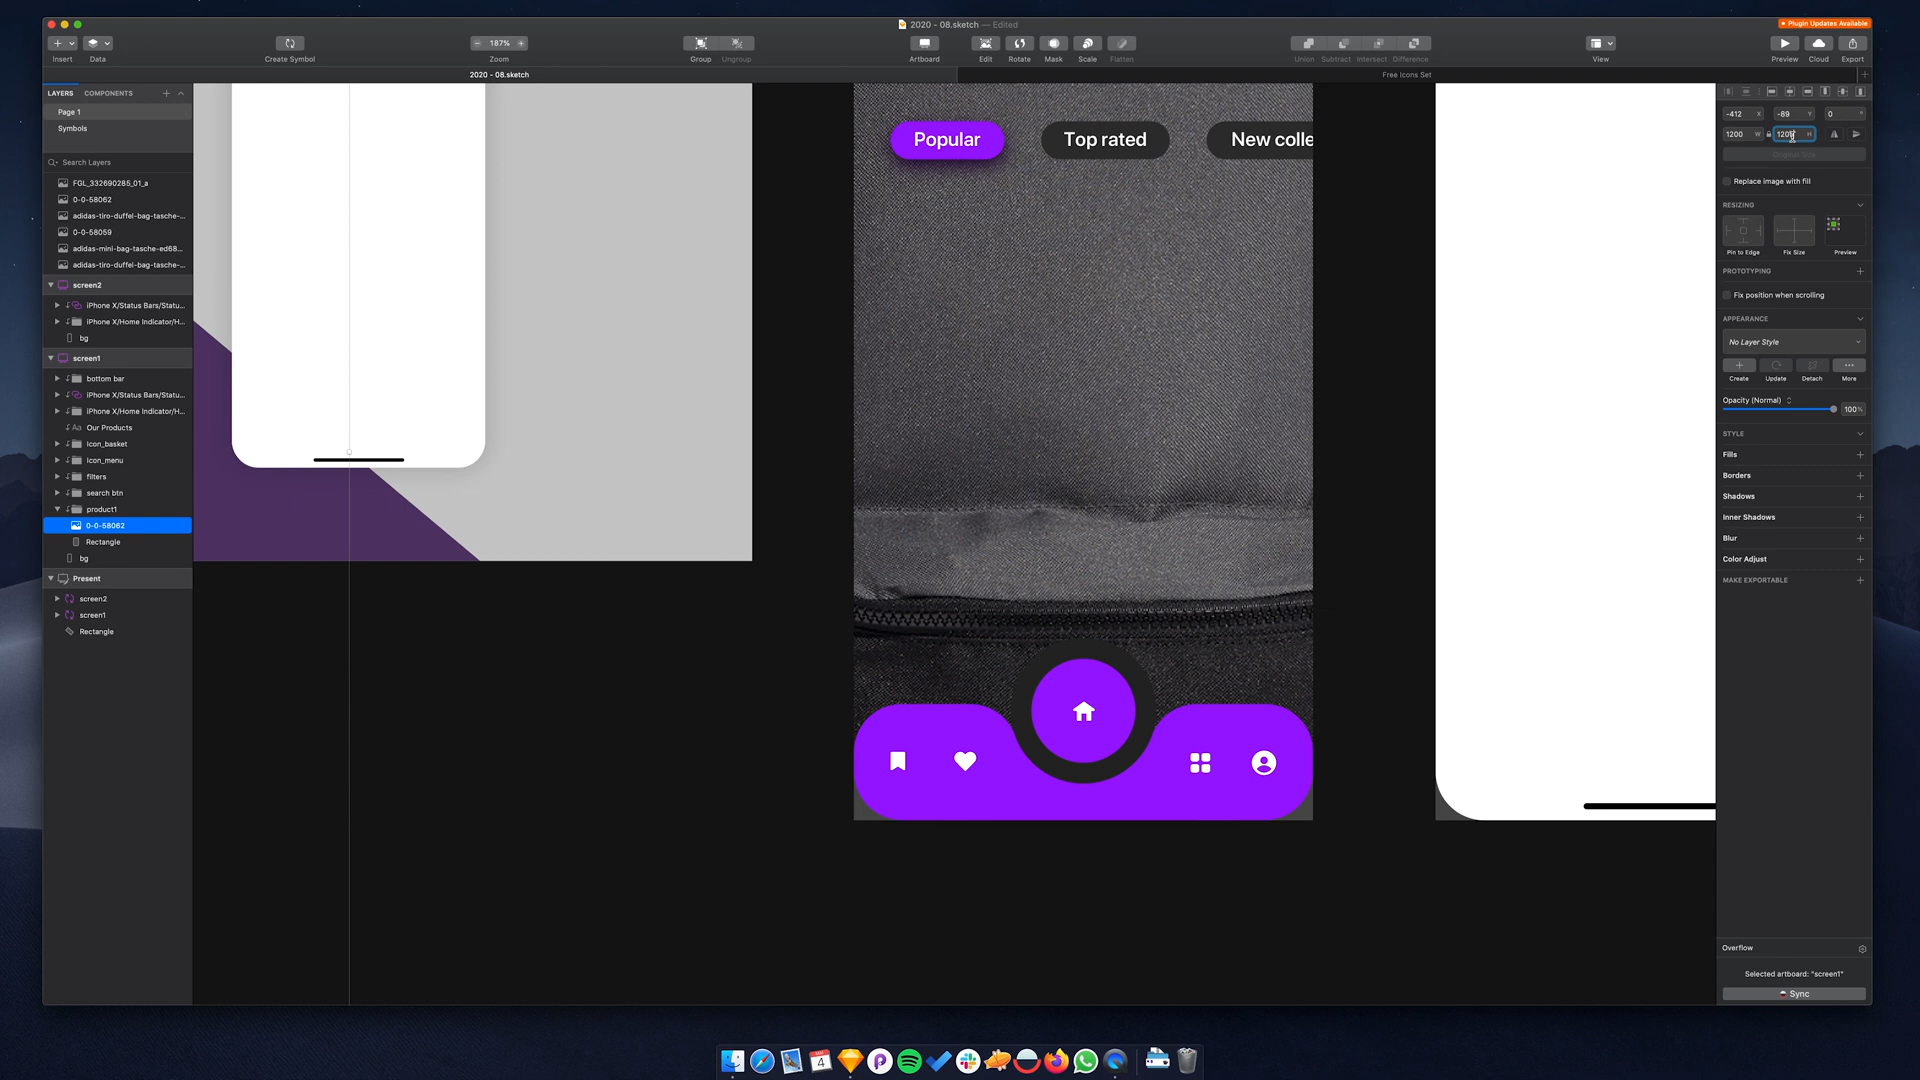 2020 - 08.sketch — Edited
Plugin Updates Available
187%
Insert
Data
Create Symbol
Zoom
Group
Ungroup
Artboard
Edit
Rotate
Mask
Scale
Flatten
Union
Subtract
Intersect
Difference
View
Preview
Cloud
Export
2020 - 08.sketch
Free Icons Set
LAYERS
COMPONENTS
Page 1
Symbols
Search Layers
FGL_332690285_01_a
0-0-58062
adidas-tiro-duffel-bag-tasche-...
0-0-58059
adidas-mini-bag-tasche-ed68...
adidas-tiro-duffel-bag-tasche-...
screen2
iPhone X/Status Bars/Statu...
iPhone X/Home Indicator/H...
bg
screen1
bottom bar
iPhone X/Status Bars/Statu...
iPhone X/Home Indicator/H...
Aa Our Products
Icon_basket
Icon_menu
filters
search btn
product1
0-0-58062
Rectangle
bg
Present
screen2
screen1
Rectangle
Popular
Top rated
New colle
-412 X
-89 Y
0 °
1200 W
H
Original Size
Replace image with fill
RESIZING
Pin to Edge
Fix Size
Preview
PROTOTYPING
Fix position when scrolling
APPEARANCE
No Layer Style
Create
Update
Detach
More
Opacity (Normal)
100%
STYLE
Fills
Borders
Shadows
Inner Shadows
Blur
Color Adjust
MAKE EXPORTABLE
Overflow
Selected artboard: "screen1"
Sync
4